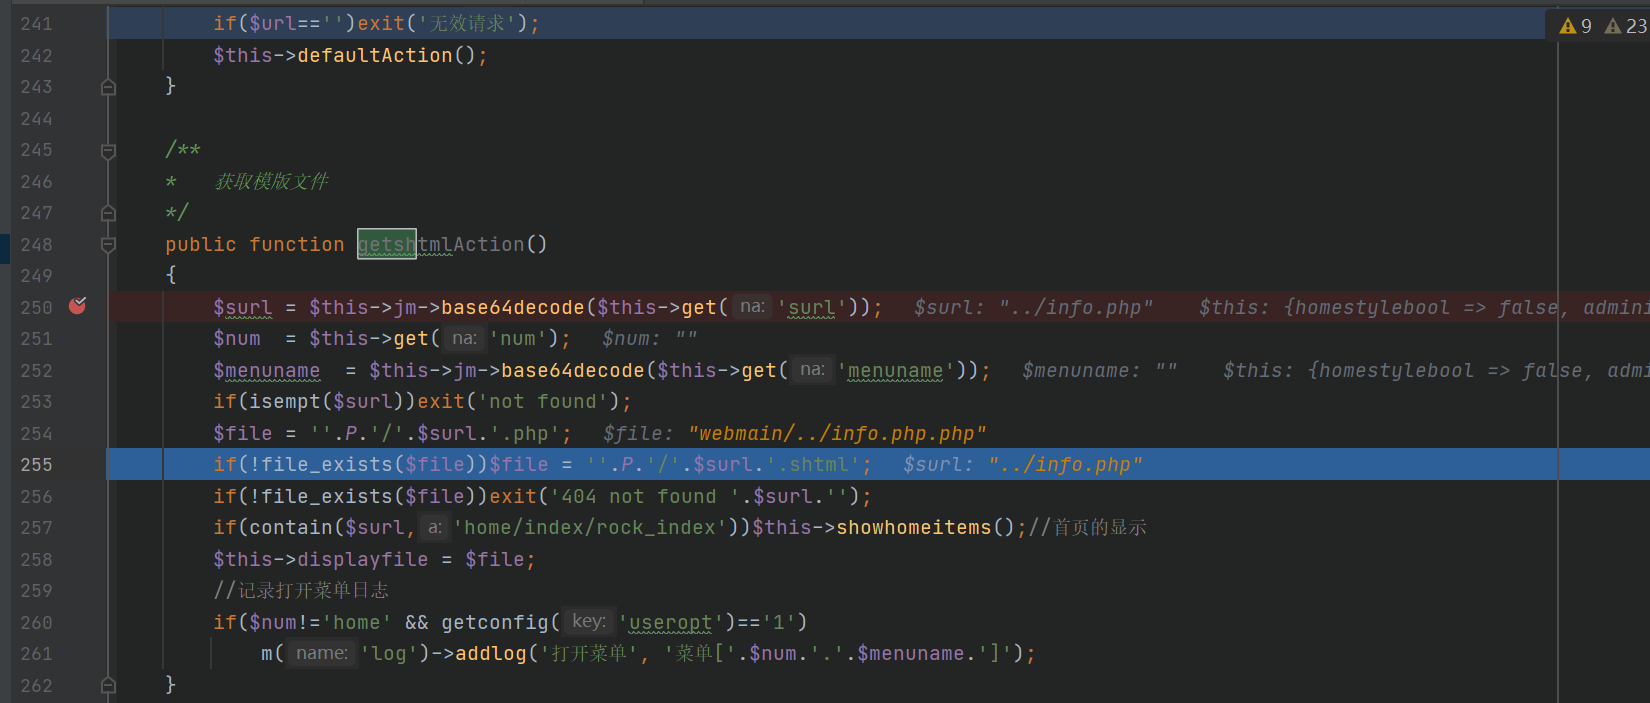 241 if($url=='')exit('无效请求'); 9 23
242 $this->defaultAction();
243 }
244
245 /**
246 * 获取模版文件
247 */
248 public function getshtmlAction()
249 {
250 $surl = $this->jm->base64decode($this->get( na: 'surl')); $surl: "../info.php" $this: {homestylebool => false, admini
251 $num = $this->get( na: 'num'); $num: ""
252 $menuname = $this->jm->base64decode($this->get( na: 'menuname')); $menuname: "" $this: {homestylebool => false, admi
253 if(isempt($surl))exit('not found');
254 $file = ''.P.'/'.$surl.'.php'; $file: "webmain/../info.php.php"
255 if(!file_exists($file))$file = ''.P.'/'.$surl.'.shtml'; $surl: "../info.php"
256 if(!file_exists($file))exit('404 not found '.$surl.'');
257 if(contain($surl, a: 'home/index/rock_index'))$this->showhomeitems();//首页的显示
258 $this->displayfile = $file;
259 //记录打开菜单日志
260 if($num!='home' && getconfig( key: 'useropt')=='1')
261 m( name: 'log')->addlog('打开菜单', '菜单['.$num.'.'.$menuname.']');
262 }